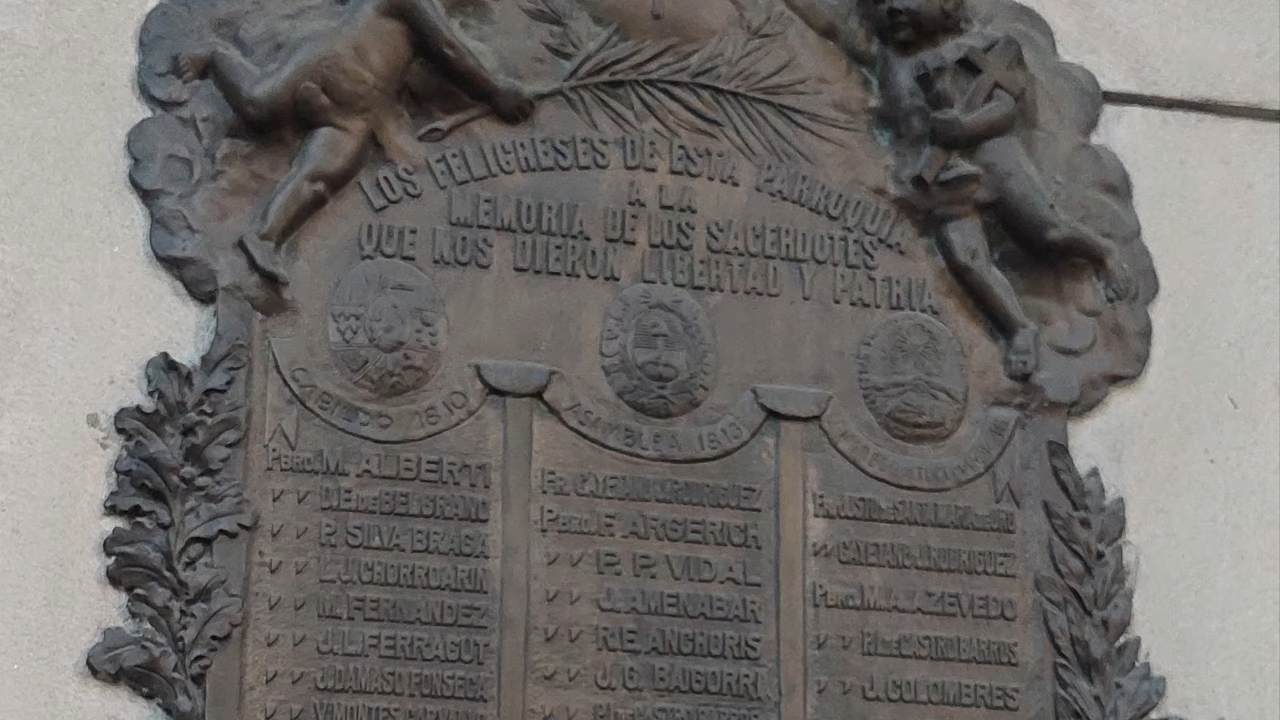 LOS FELIGRESES DE ESTA PARROQUIA
A LA
MEMORIA DE LOS SACERDOTES
QUE NOS DIERON LIBERTAD Y PATRIA
CABILDO 1810
PBRO. M. ALBERTI
" " D.E. DE BELGRANO
" " P. SILVA BRAGA
" " L.J. CHORROARIN
" " M. FERNANDEZ
" " J.L. FERRAGUT
" " J. DAMASO FONSECA
ASAMBLEA 1813
FR. CAYETANO J. RODRIGUEZ
PBRO. F. ARGERICH
" " P. P. VIDAL
" " J. AMENABAR
" " R.E. ANCHORIS
" " J. G. BAIGORRI
FR. JUSTO DE SANTA MARIA DE ORO
" CAYETANO J. RODRIGUEZ
PBRO. M.A. AZEVEDO
" " P.I. DE CASTRO BARROS
" " J. COLOMBRES